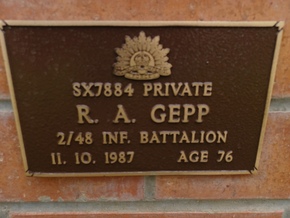 SX7884 PRIVATE
R. A. GEPP
2/48 INF. BATTALION
11. 10. 1987 AGE 76